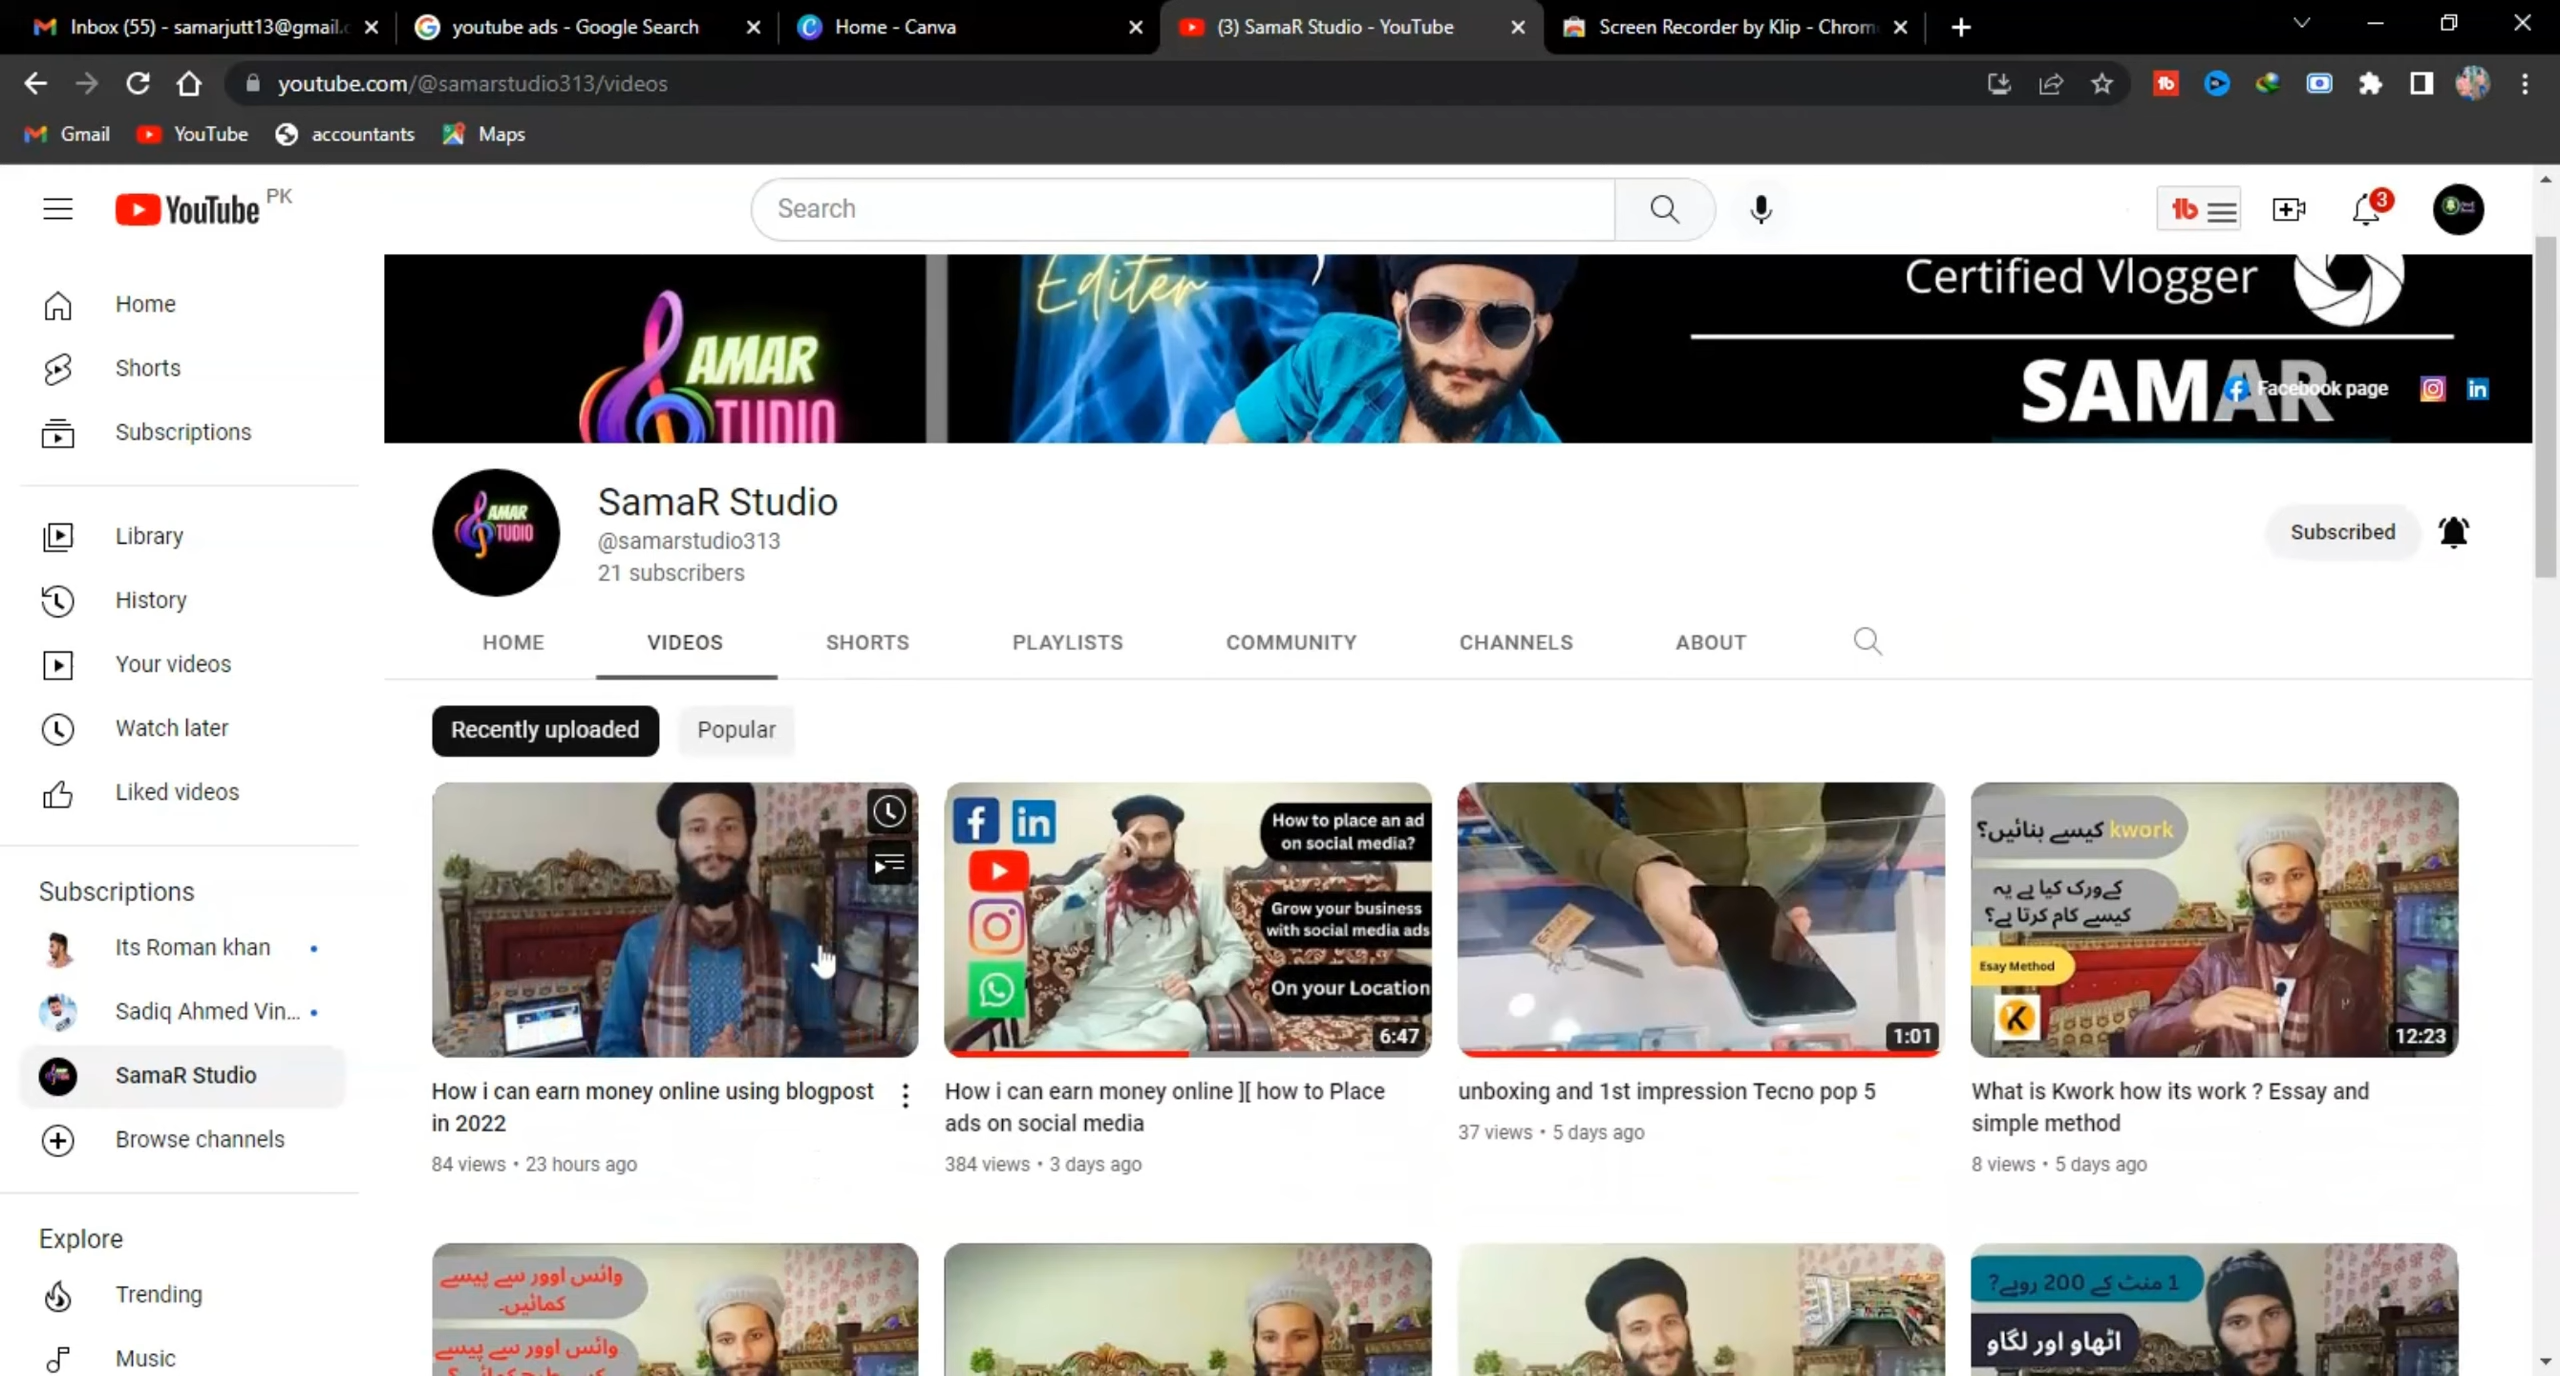 Inbox (55) - samarjutt13@gmail.c
youtube ads - Google Search
Home - Canva
(3) SamaR Studio - YouTube
Screen Recorder by Klip - Chrom
youtube.com/@samarstudio313/videos
Gmail
YouTube
accountants
Maps
YouTube PK
Search
3
Home
Shorts
Subscriptions
Library
History
Your videos
Watch later
Liked videos
Subscriptions
Its Roman khan
Sadiq Ahmed Vin...
SamaR Studio
Browse channels
Explore
Trending
Music
AMAR
TUDIO
Editer
Certified Vlogger
SAMAR
Facebook page
AMAR
TUDIO
SamaR Studio
@samarstudio313
21 subscribers
Subscribed
HOME
VIDEOS
SHORTS
PLAYLISTS
COMMUNITY
CHANNELS
ABOUT
Recently uploaded
Popular
How i can earn money online using blogpost
in 2022
84 views • 23 hours ago
How to place an ad
on social media?
Grow your business
with social media ads
On your Location
6:47
How i can earn money online ][ how to Place
ads on social media
384 views • 3 days ago
1:01
unboxing and 1st impression Tecno pop 5
37 views • 5 days ago
kwork کیسے بنائیں؟
کےورک کیا ہے یہ
کیسے کام کرتا ہے؟
Esay Method
12:23
What is Kwork how its work ? Essay and
simple method
8 views • 5 days ago
وائس اوور سے پیسے
کمائیں۔
وائس اوور سے پیسے
1 منٹ کے 200 روپے؟
اٹھاو اور لگاو